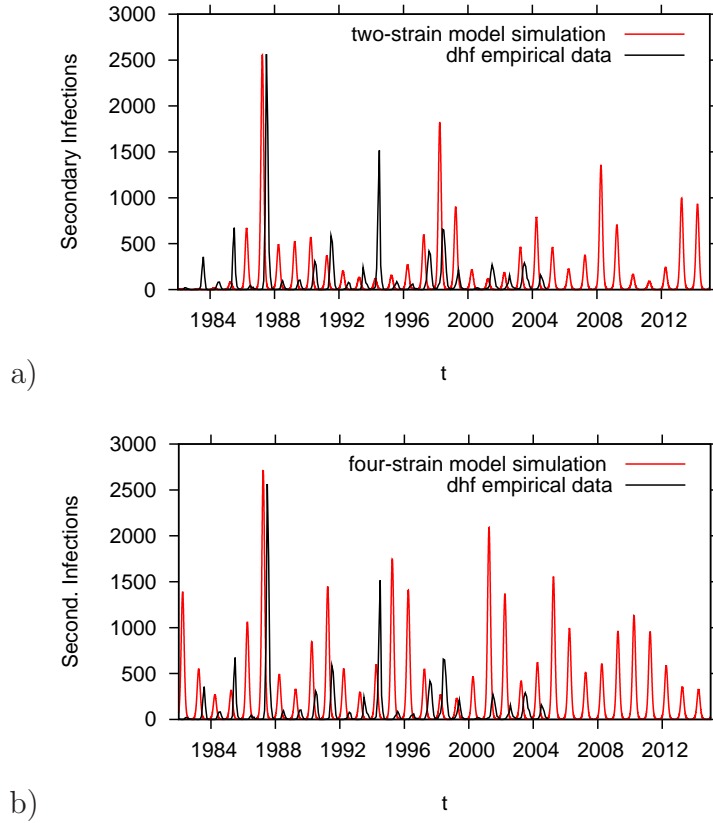 3000
2500
2000
1500
1000
500
0
Secondary Infections
two-strain model simulation
dhf empirical data
1984 1988 1992 1996 2000 2004 2008 2012
a)
t
3000
2500
2000
1500
1000
500
0
Second. Infections
four-strain model simulation
dhf empirical data
1984 1988 1992 1996 2000 2004 2008 2012
b)
t